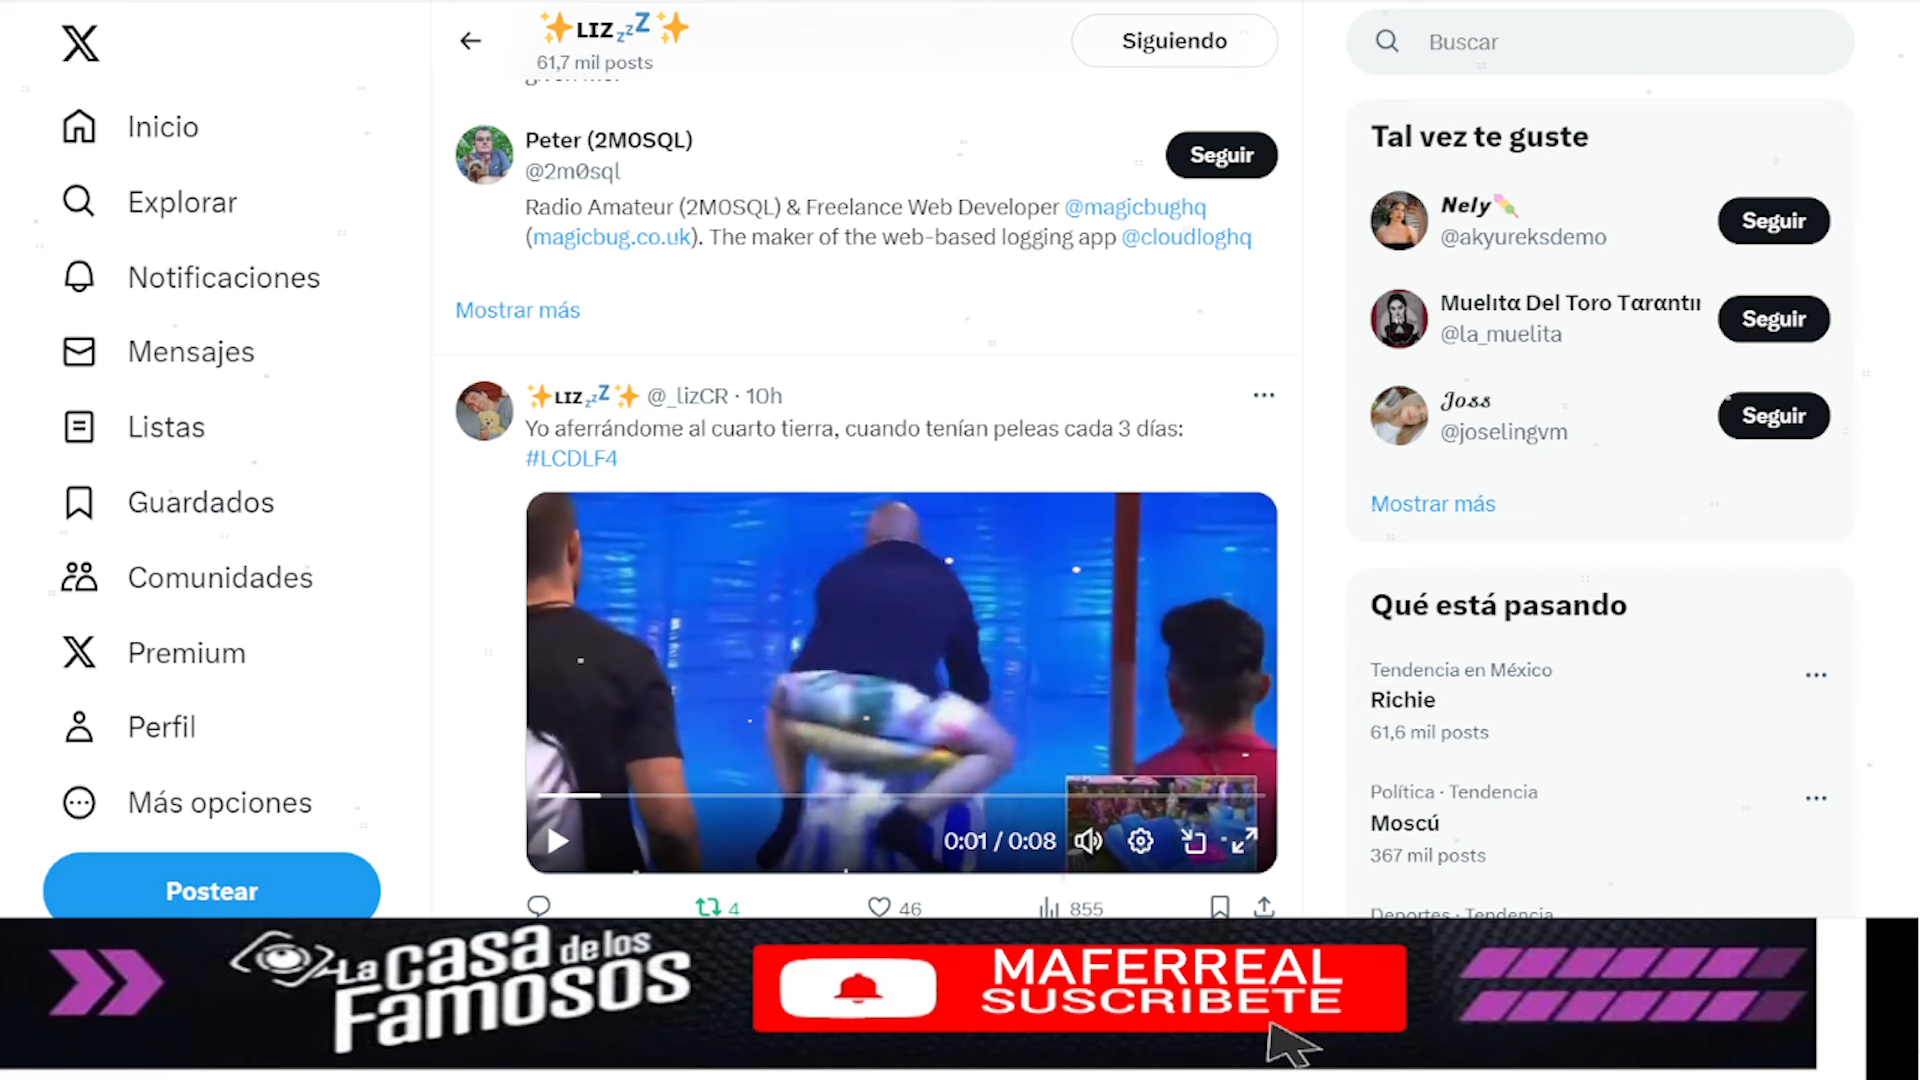 X
Inicio
Explorar
Notificaciones
Mensajes
Listas
Guardados
Comunidades
Premium
Perfil
Más opciones
Postear
✨LIZ💤✨
61,7 mil posts
Siguiendo
Peter (2M0SQL)
@2m0sql
Seguir
Radio Amateur (2M0SQL) & Freelance Web Developer @magicbughq
(magicbug.co.uk). The maker of the web-based logging app @cloudloghq
Mostrar más
✨LIZ💤✨ @_lizCR · 10h
Yo aferrándome al cuarto tierra, cuando tenían peleas cada 3 días:
#LCDLF4
0:01 / 0:08
4
46
855
Buscar
Tal vez te guste
Nely
@akyureksdemo
Seguir
Muelιtα Del Toro Tαrαntιι
@la_muelita
Seguir
Joss
@joselingvm
Seguir
Mostrar más
Qué está pasando
Tendencia en México
Richie
61,6 mil posts
Política · Tendencia
Moscú
367 mil posts
Deportes · Tendencia
La casa de los
Famosos
MAFERREAL
SUSCRIBETE